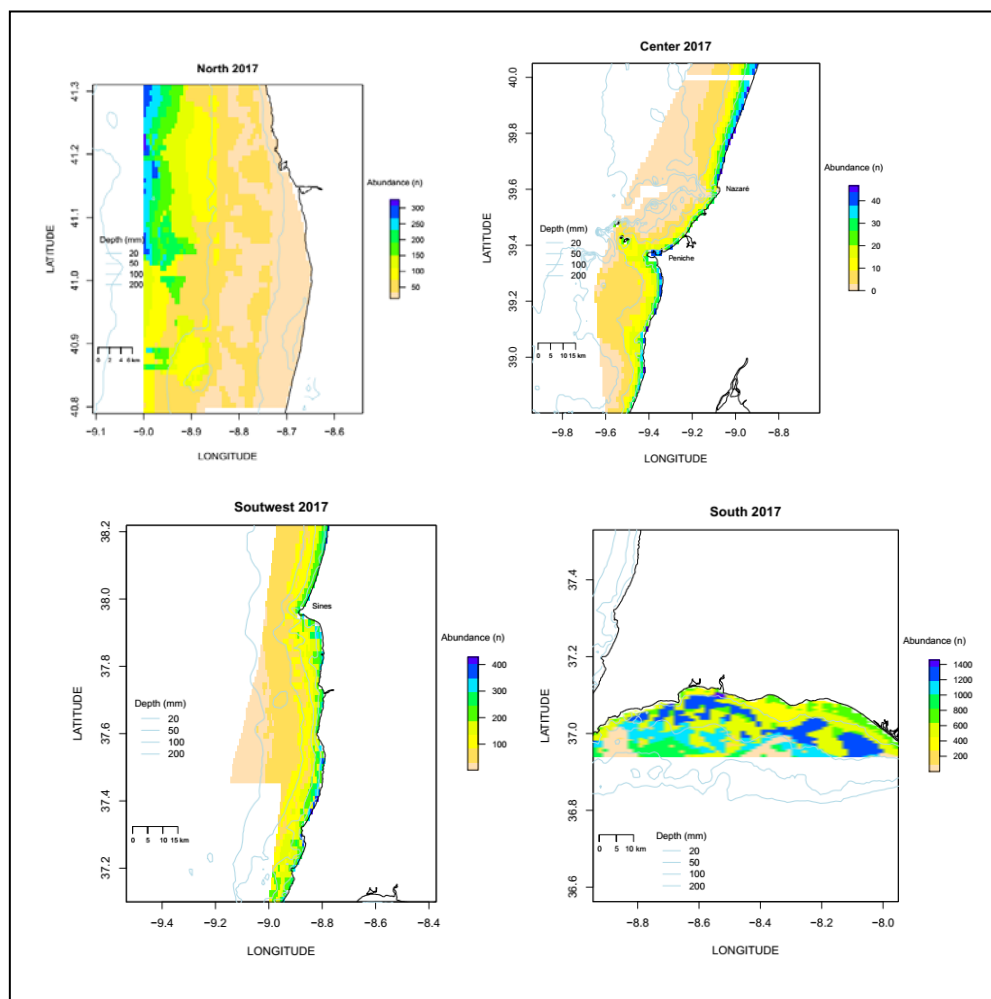 North 2017
LATITUDE
41.3
41.2
41.1
41.0
40.9
40.8
Depth (mm)
20
50
100
200
0 2 4 6 km
−9.1 −9.0 −8.9 −8.8 −8.7 −8.6
LONGITUDE
Abundance (n)
300
250
200
150
100
50
Center 2017
LATITUDE
40.0
39.8
39.6
39.4
39.2
39.0
Nazaré
Peniche
Depth (mm)
20
50
100
200
0 5 10 15 km
−9.8 −9.6 −9.4 −9.2 −9.0 −8.8
LONGITUDE
Abundance (n)
40
30
20
10
0
Soutwest 2017
LATITUDE
38.2
38.0
37.8
37.6
37.4
37.2
Sines
Depth (mm)
20
50
100
200
0 5 10 15 km
−9.4 −9.2 −9.0 −8.8 −8.6 −8.4
LONGITUDE
Abundance (n)
400
300
200
100
South 2017
LATITUDE
37.4
37.2
37.0
36.8
36.6
0 5 10 km
Depth (mm)
20
50
100
200
−8.8 −8.6 −8.4 −8.2 −8.0
LONGITUDE
Abundance (n)
1400
1200
1000
800
600
400
200